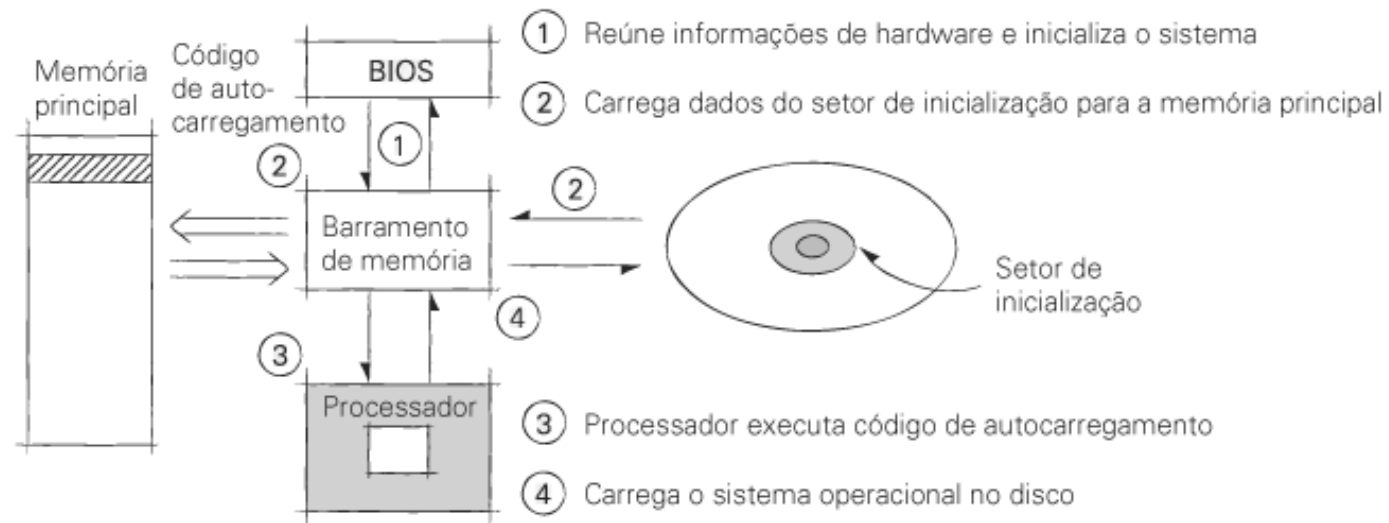 Memória
principal
Código
de auto-
carregamento
BIOS
1 Reúne informações de hardware e inicializa o sistema
2 Carrega dados do setor de inicialização para a memória principal
1
2
2
Barramento
de memória
Setor de
inicialização
4
3
Processador
3 Processador executa código de autocarregamento
4 Carrega o sistema operacional no disco